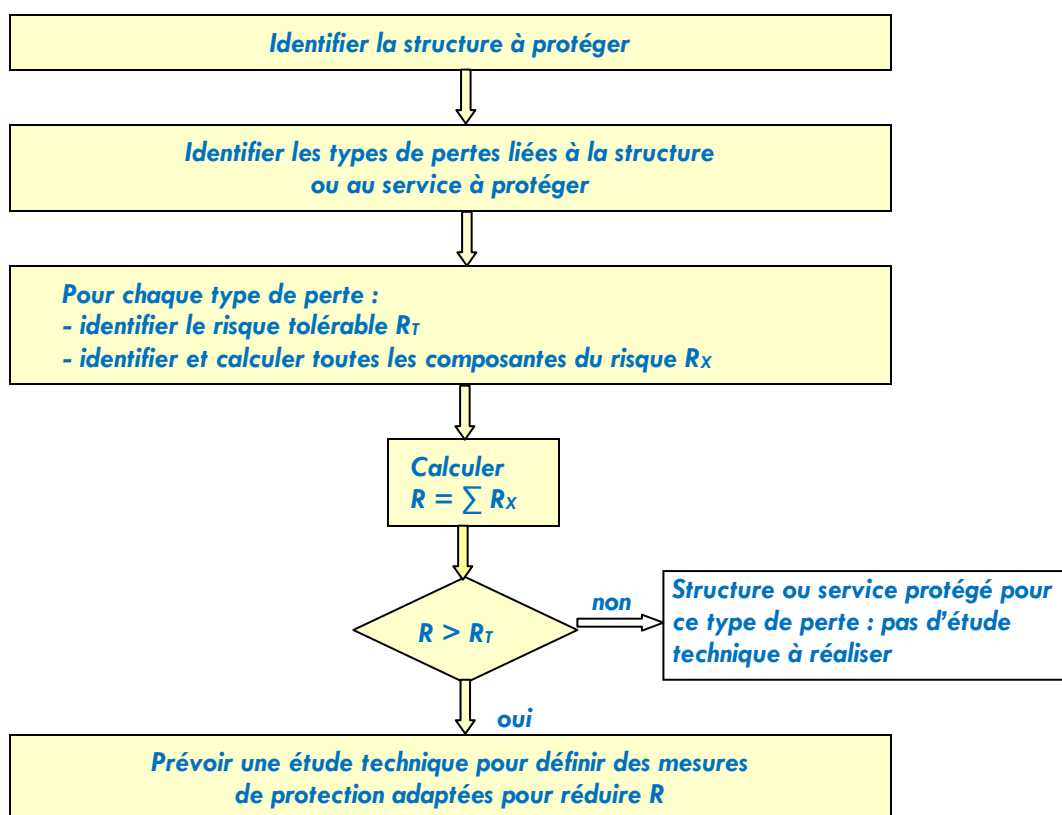 Identifier la structure à protéger
Identifier les types de pertes liées à la structure
ou au service à protéger
Pour chaque type de perte :
- identifier le risque tolérable RT
- identifier et calculer toutes les composantes du risque RX
Calculer
R = ∑ RX
R > RT
non
Structure ou service protégé pour
ce type de perte : pas d’étude
technique à réaliser
oui
Prévoir une étude technique pour définir des mesures
de protection adaptées pour réduire R